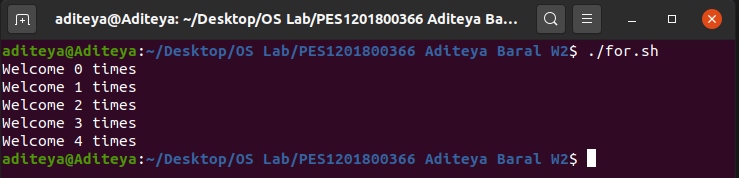 aditeya@Aditeya: ~/Desktop/OS Lab/PES1201800366 Aditeya Ba...
aditeya@Aditeya:~/Desktop/OS Lab/PES1201800366 Aditeya Baral W2$ ./for.sh
Welcome 0 times
Welcome 1 times
Welcome 2 times
Welcome 3 times
Welcome 4 times
aditeya@Aditeya:~/Desktop/OS Lab/PES1201800366 Aditeya Baral W2$